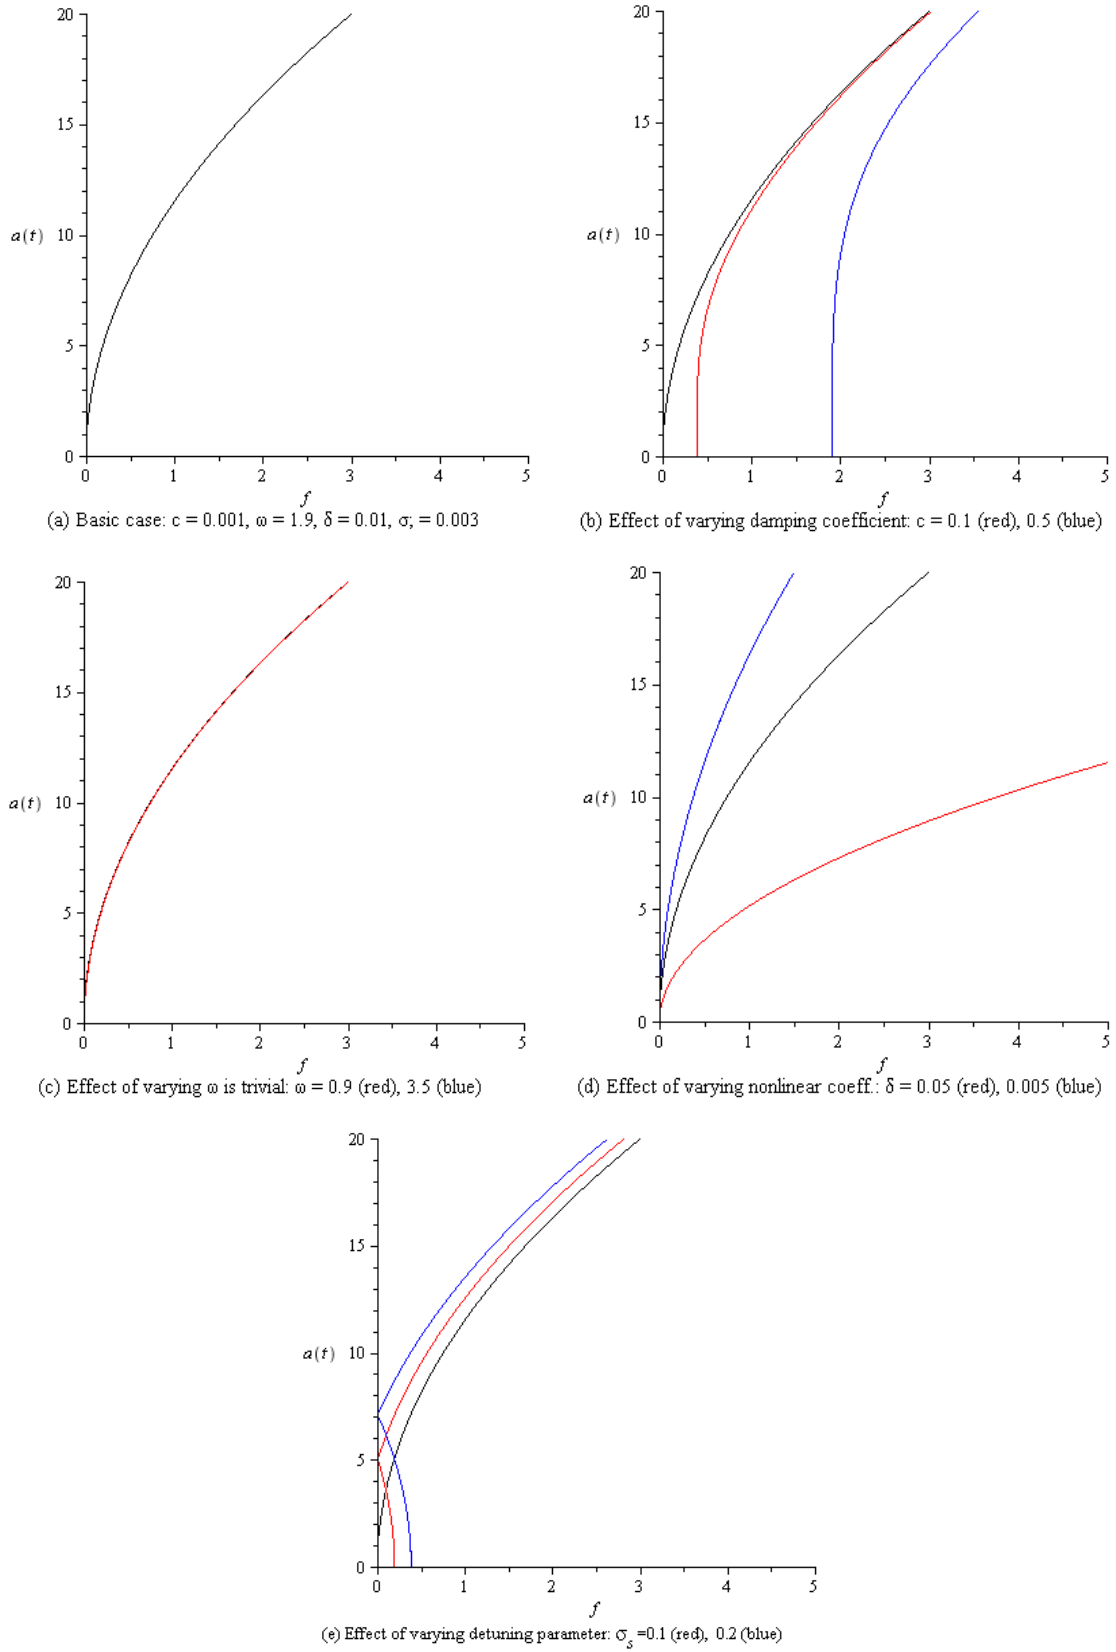 20
15
a(t) 10
5
0
0 1 2 3 4 5
f
(a) Basic case: c = 0.001, ω = 1.9, δ = 0.01, σ; = 0.003
20
15
a(t) 10
5
0
0 1 2 3 4 5
f
(b) Effect of varying damping coefficient: c = 0.1 (red), 0.5 (blue)
20
15
a(t) 10
5
0
0 1 2 3 4 5
f
(c) Effect of varying ω is trivial: ω = 0.9 (red), 3.5 (blue)
20
15
a(t) 10
5
0
0 1 2 3 4 5
f
(d) Effect of varying nonlinear coeff.: δ = 0.05 (red), 0.005 (blue)
20
15
a(t) 10
5
0
0 1 2 3 4 5
f
(e) Effect of varying detuning parameter: σ_s =0.1 (red), 0.2 (blue)